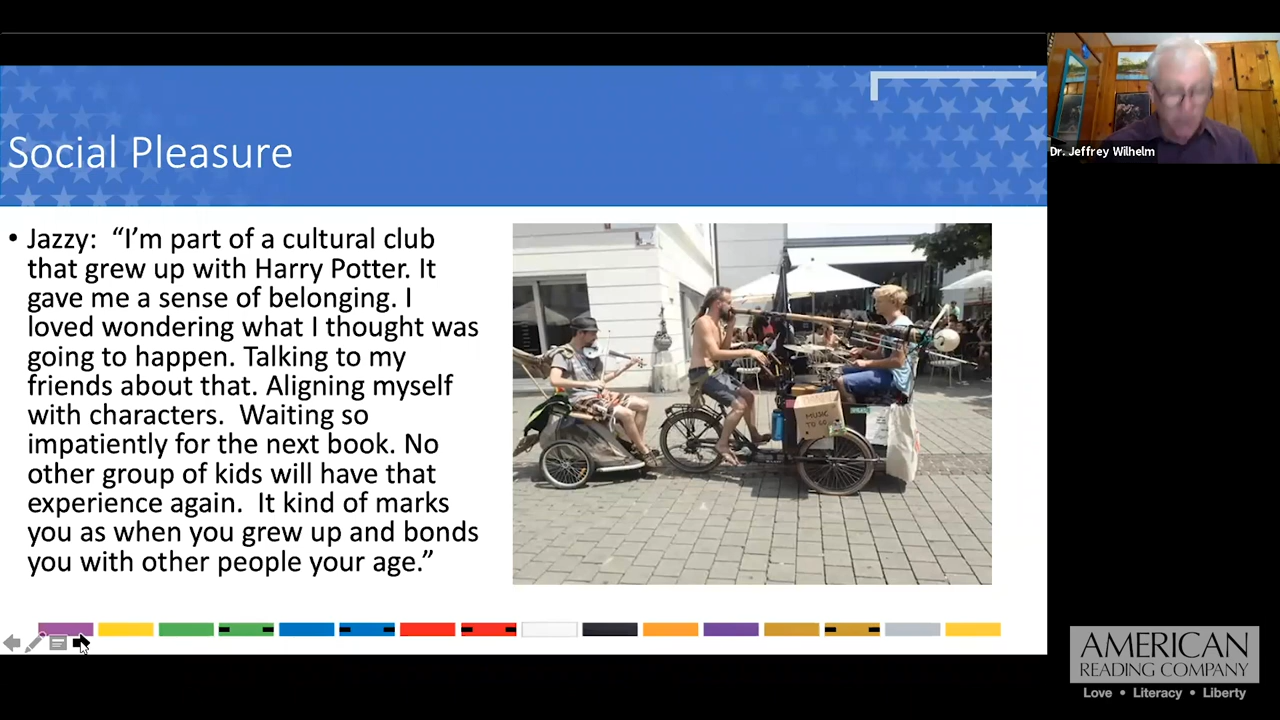 Social Pleasure
• Jazzy:  “I’m part of a cultural club
that grew up with Harry Potter. It
gave me a sense of belonging. I
loved wondering what I thought was
going to happen. Talking to my
friends about that. Aligning myself
with characters.  Waiting so
impatiently for the next book. No
other group of kids will have that
experience again.  It kind of marks
you as when you grew up and bonds
you with other people your age.”
MUSIC
TO GO
Dr. Jeffrey Wilhelm
AMERICAN
READING COMPANY
Love • Literacy • Liberty